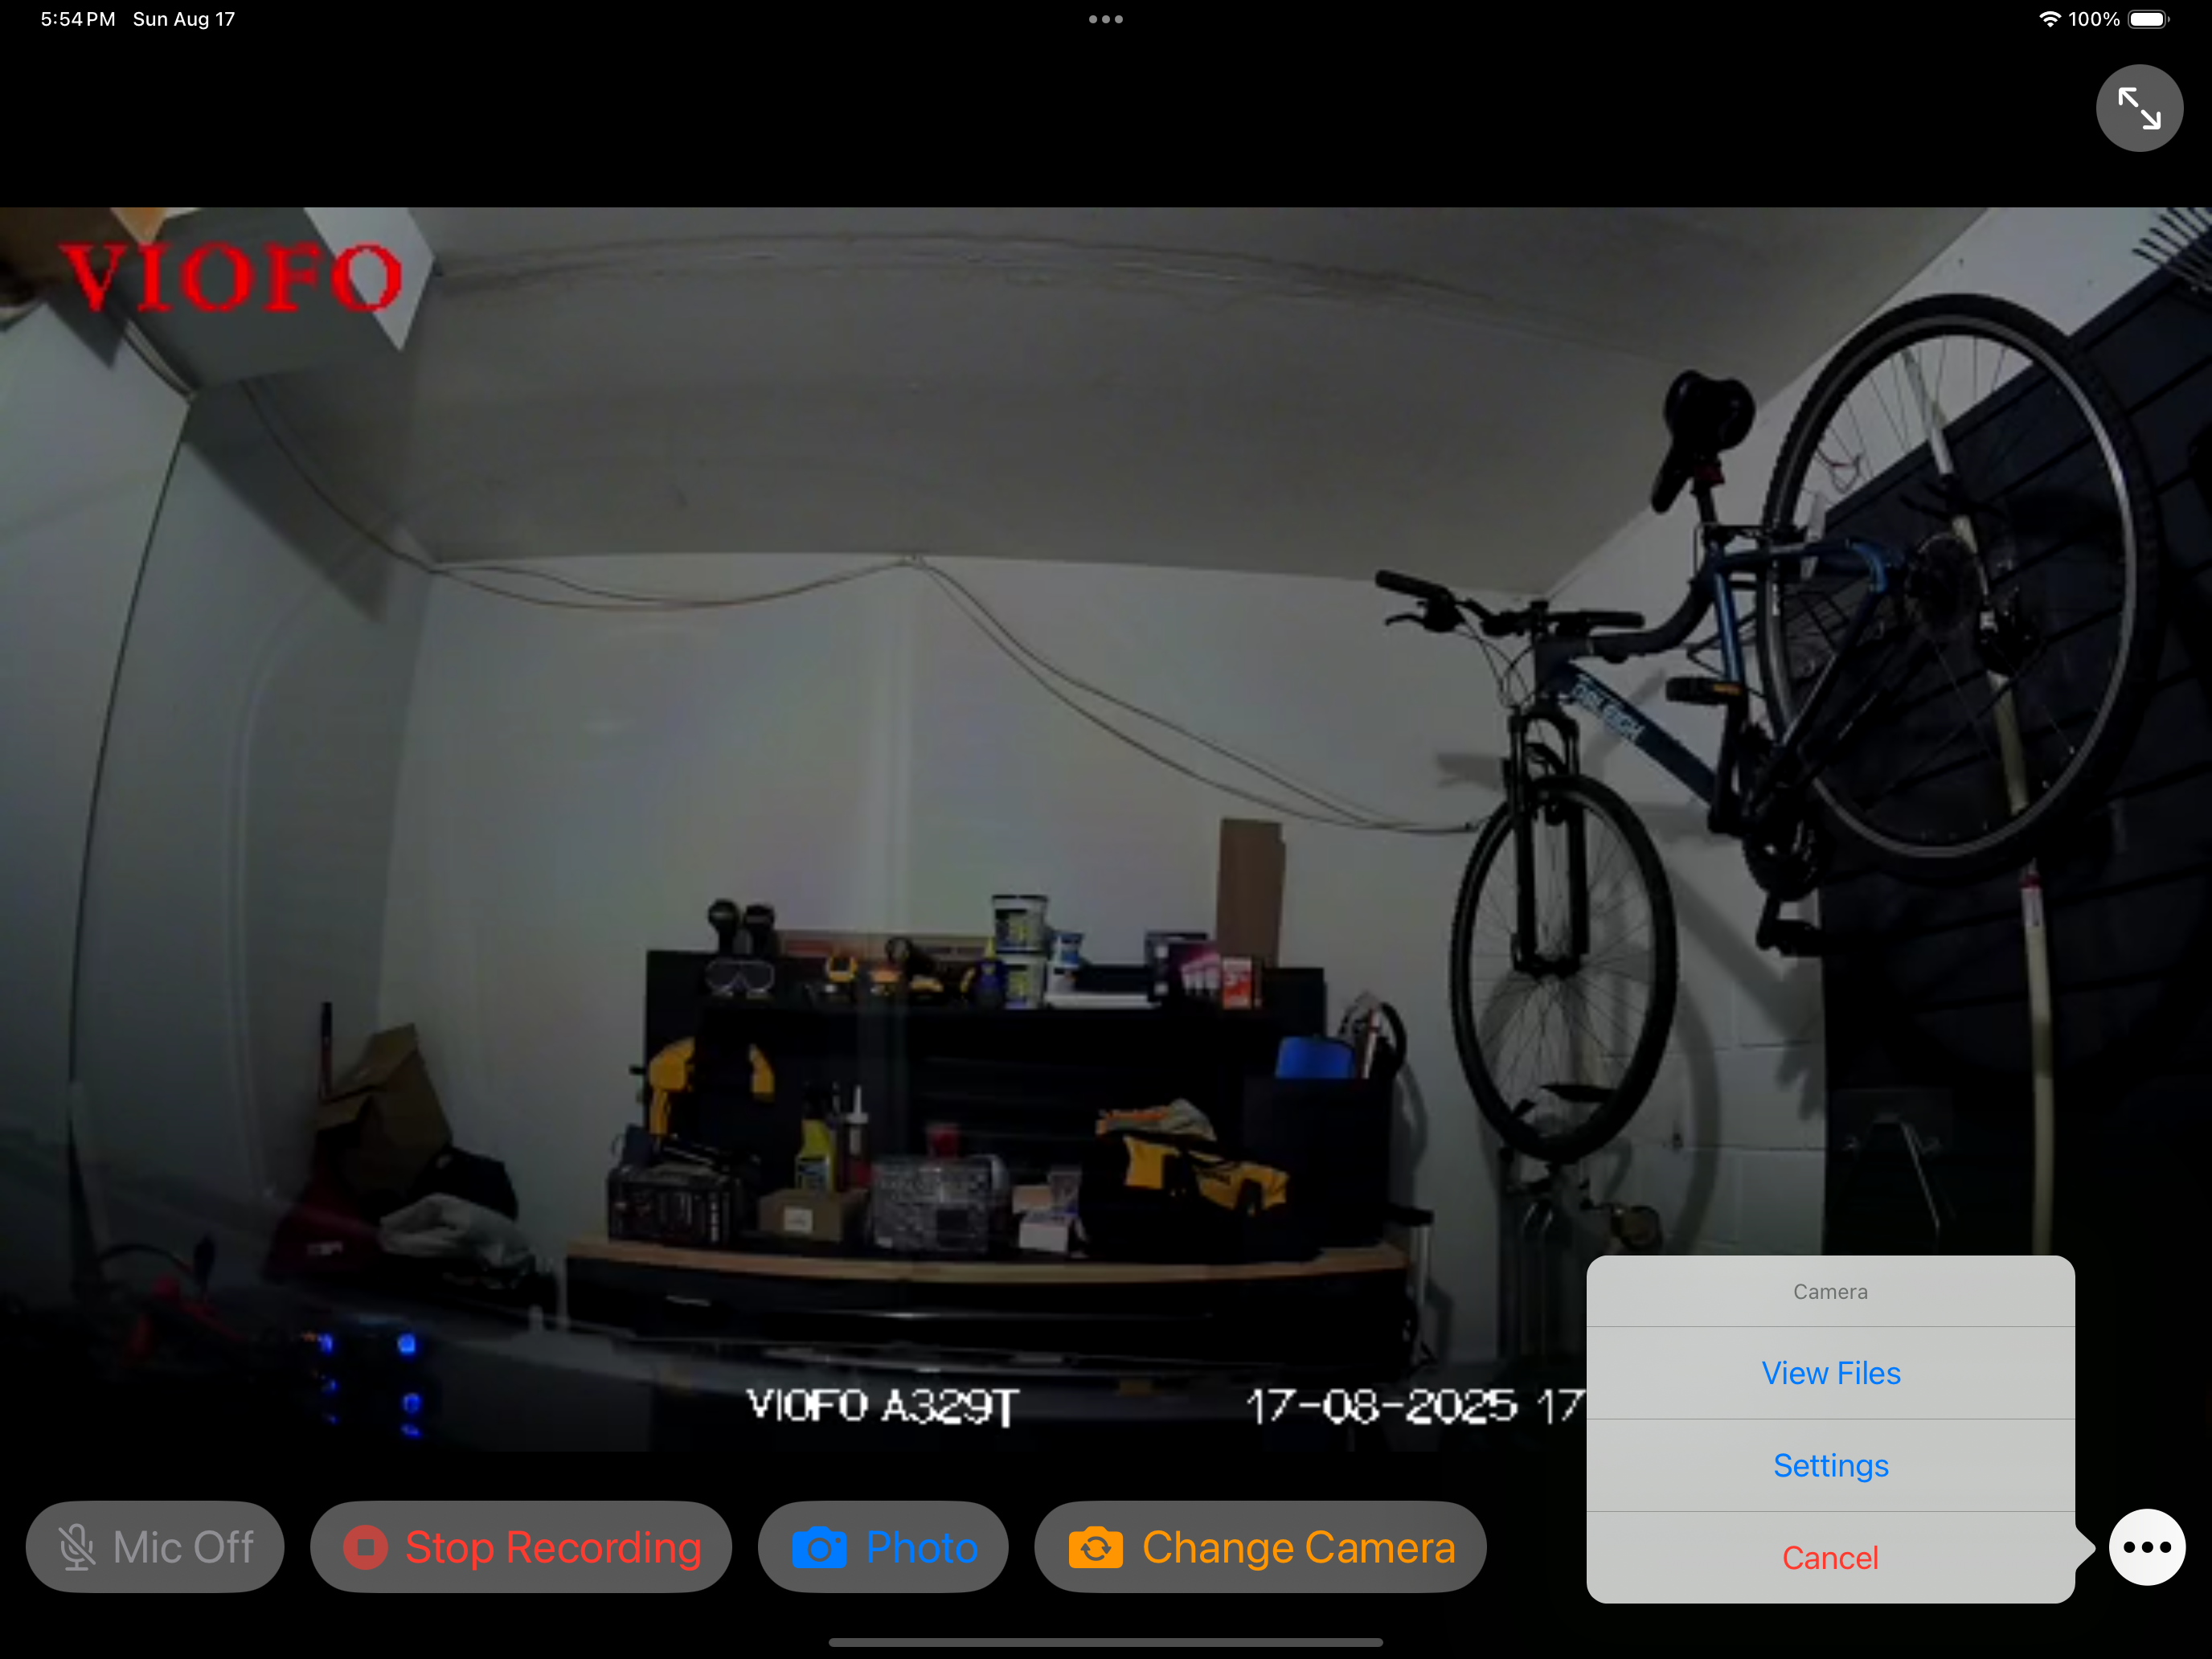 5:54 PM Sun Aug 17
100%
VIOFO
RALEIGH
VIOFO A329T 17-08-2025 17
Camera
View Files
Settings
Cancel
Mic Off
Stop Recording
Photo
Change Camera